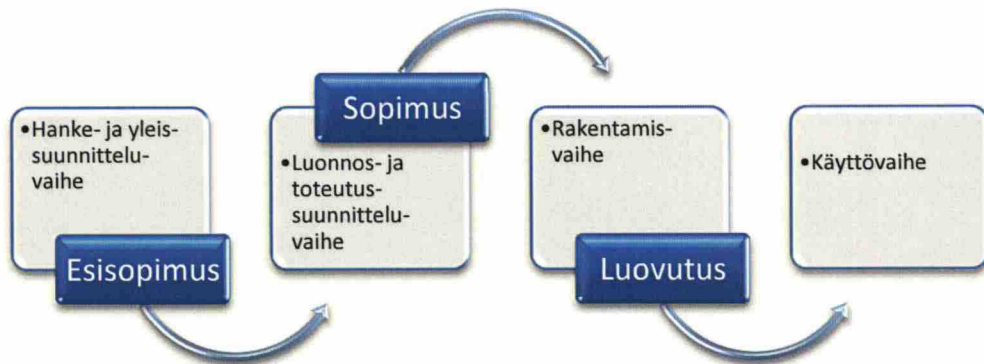 •Hanke- ja yleis-
suunnittelu-
vaihe
Esisopimus
Sopimus
•Luonnos- ja
toteutus-
suunnittelu-
vaihe
•Rakentamis-
vaihe
Luovutus
•Käyttövaihe